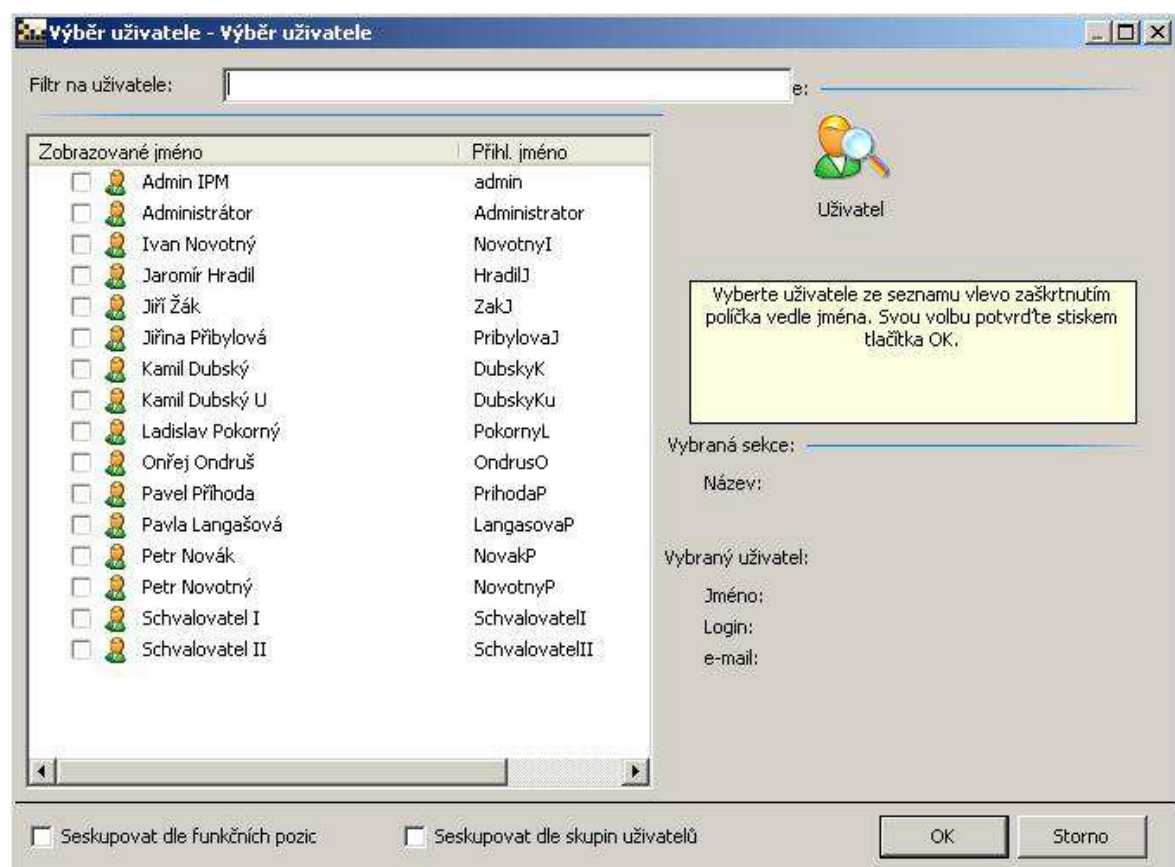 Výběr uživatele - Výběr uživatele
Filtr na uživatele:
e:
Zobrazované jméno Přihl. jméno
Admin IPM admin
Administrátor Administrator
Ivan Novotný NovotnyI
Jaromír Hradil HradilJ
Jiří Žák ZakJ
Jiřina Přibylová PribylovaJ
Kamil Dubský DubskyK
Kamil Dubský U DubskyKu
Ladislav Pokorný PokornyL
Onřej Ondruš OndrusO
Pavel Příhoda PrihodaP
Pavla Langašová LangasovaP
Petr Novák NovakP
Petr Novotný NovotnyP
Schvalovatel I SchvalovatelI
Schvalovatel II SchvalovatelII
Uživatel
Vyberte uživatele ze seznamu vlevo zaškrtnutím
políčka vedle jména. Svou volbu potvrďte stiskem
tlačítka OK.
Vybraná sekce:
Název:
Vybraný uživatel:
Jméno:
Login:
e-mail:
Seskupovat dle funkčních pozic
Seskupovat dle skupin uživatelů
OK
Storno